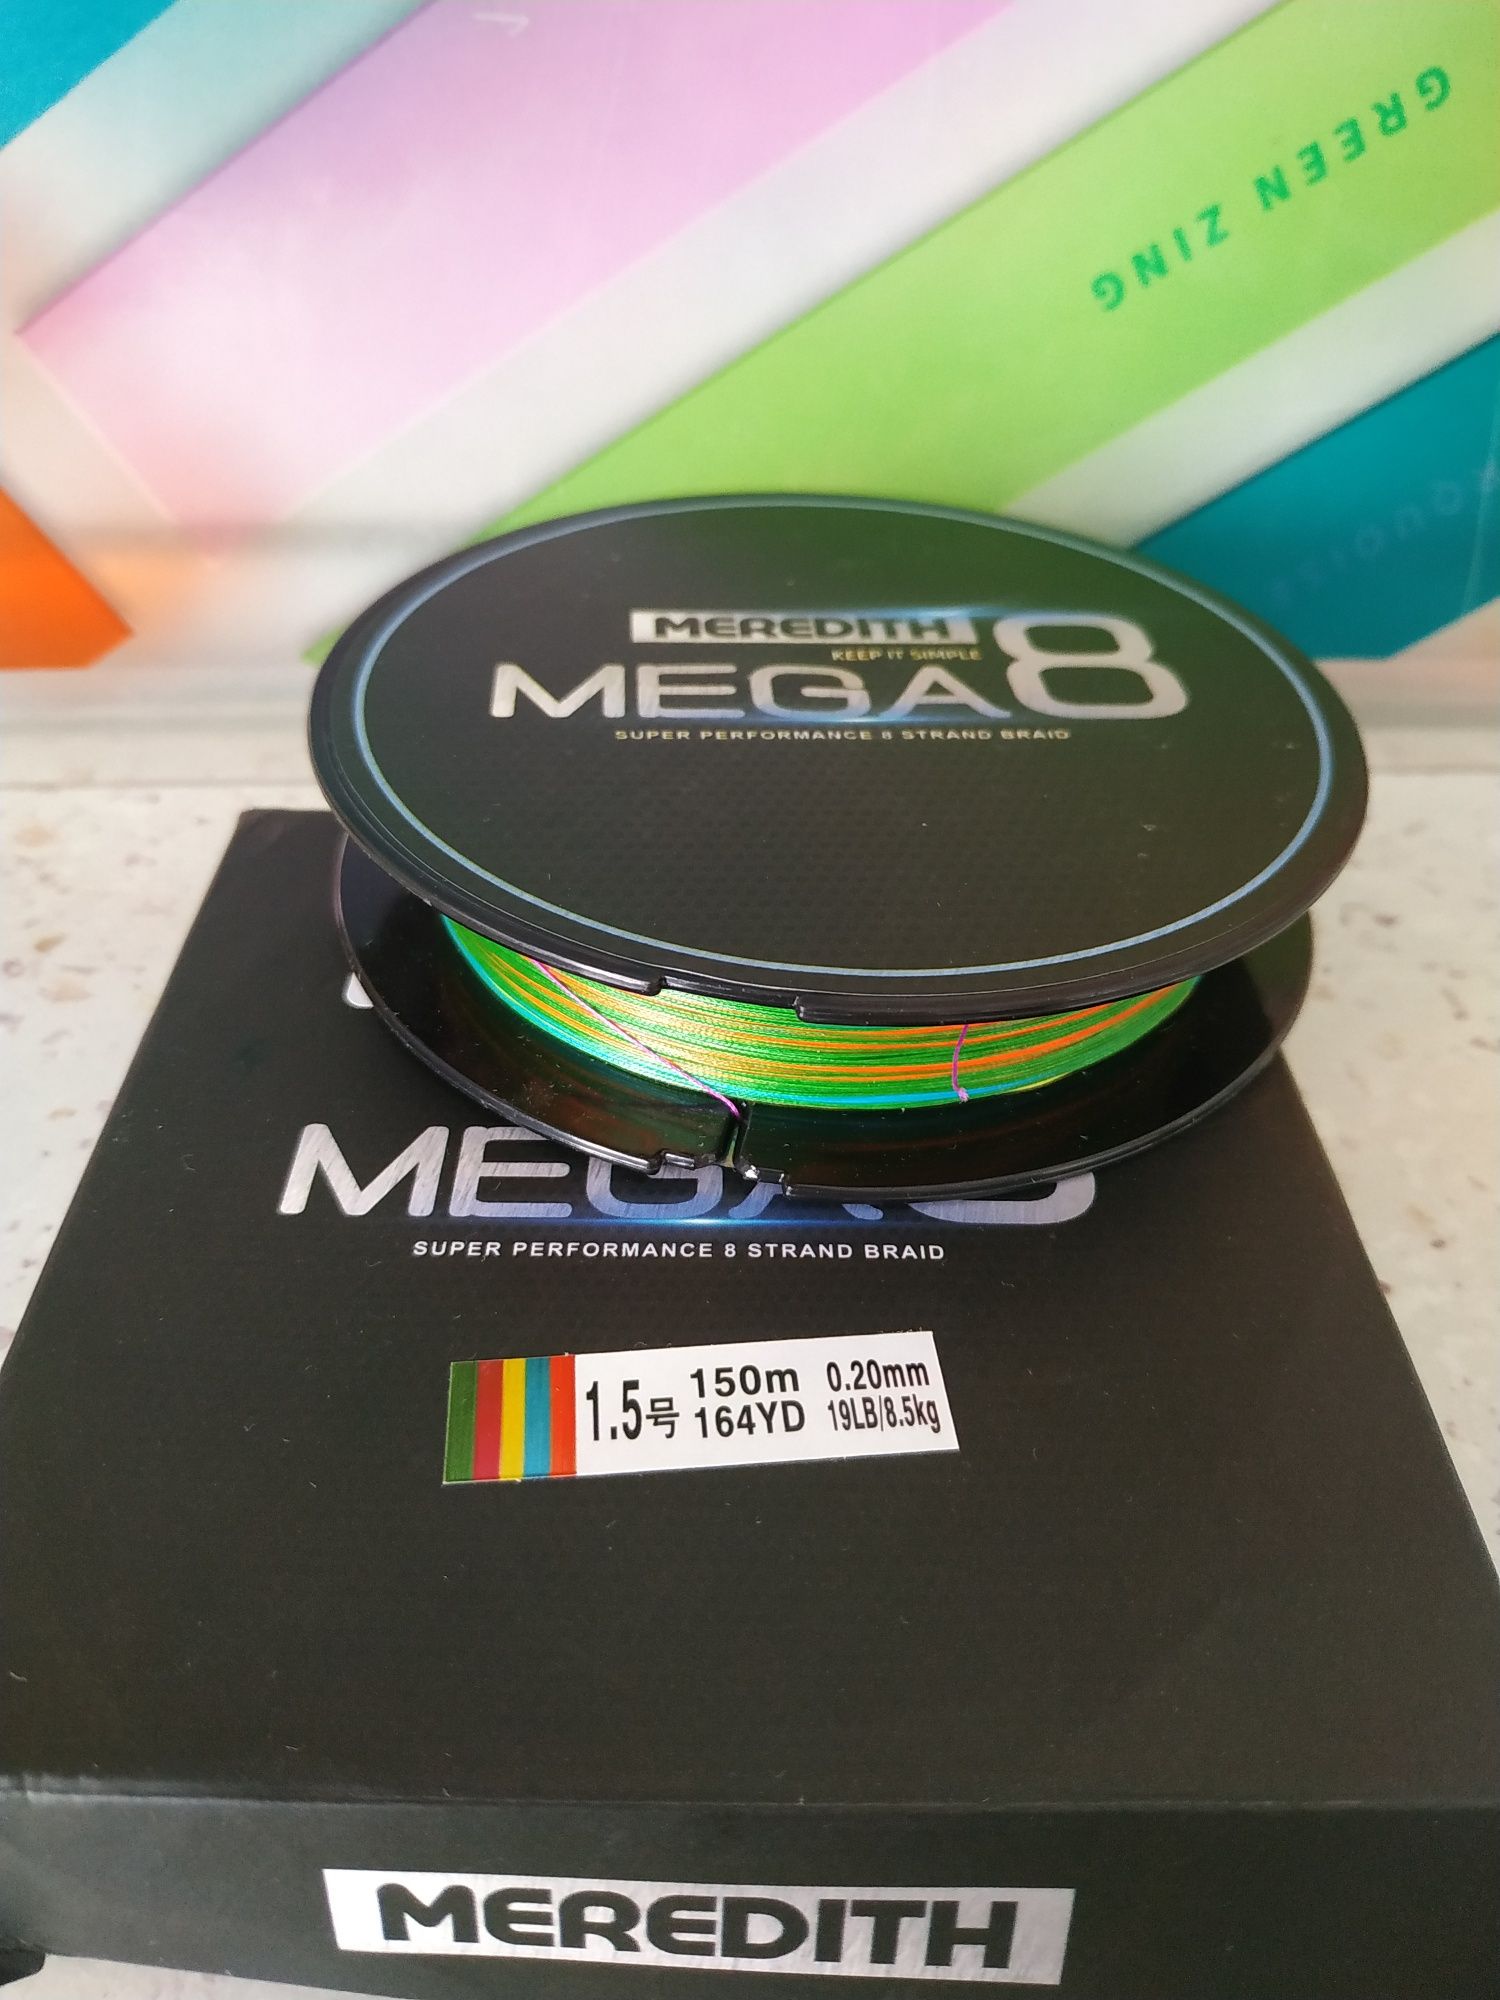 GREEN ZING
MEREDITH
KEEP IT SIMPLE
MEGA8
SUPER PERFORMANCE 8 STRAND BRAID
MEGA8
SUPER PERFORMANCE 8 STRAND BRAID
1.5号 150m 0.20mm
164YD 19LB/8.5kg
MEREDITH